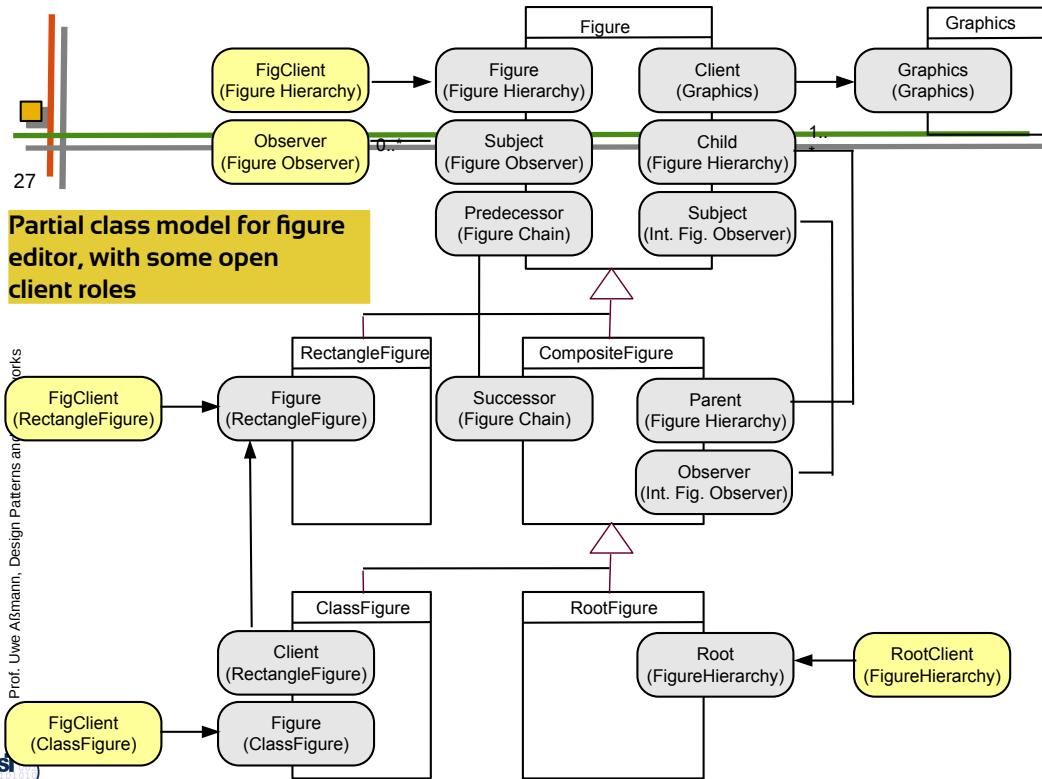 Figure
Graphics
FigClient
(Figure Hierarchy)
Figure
(Figure Hierarchy)
Client
(Graphics)
Graphics
(Graphics)
Observer
(Figure Observer)
0..*
Subject
(Figure Observer)
Child
(Figure Hierarchy)
1..
*
27
Predecessor
(Figure Chain)
Subject
(Int. Fig. Observer)
Partial class model for figure
editor, with some open
client roles
RectangleFigure
CompositeFigure
FigClient
(RectangleFigure)
Figure
(RectangleFigure)
Successor
(Figure Chain)
Parent
(Figure Hierarchy)
Observer
(Int. Fig. Observer)
Prof. Uwe Aßmann, Design Patterns and orks
ClassFigure
RootFigure
Client
(RectangleFigure)
Root
(FigureHierarchy)
RootClient
(FigureHierarchy)
FigClient
(ClassFigure)
Figure
(ClassFigure)